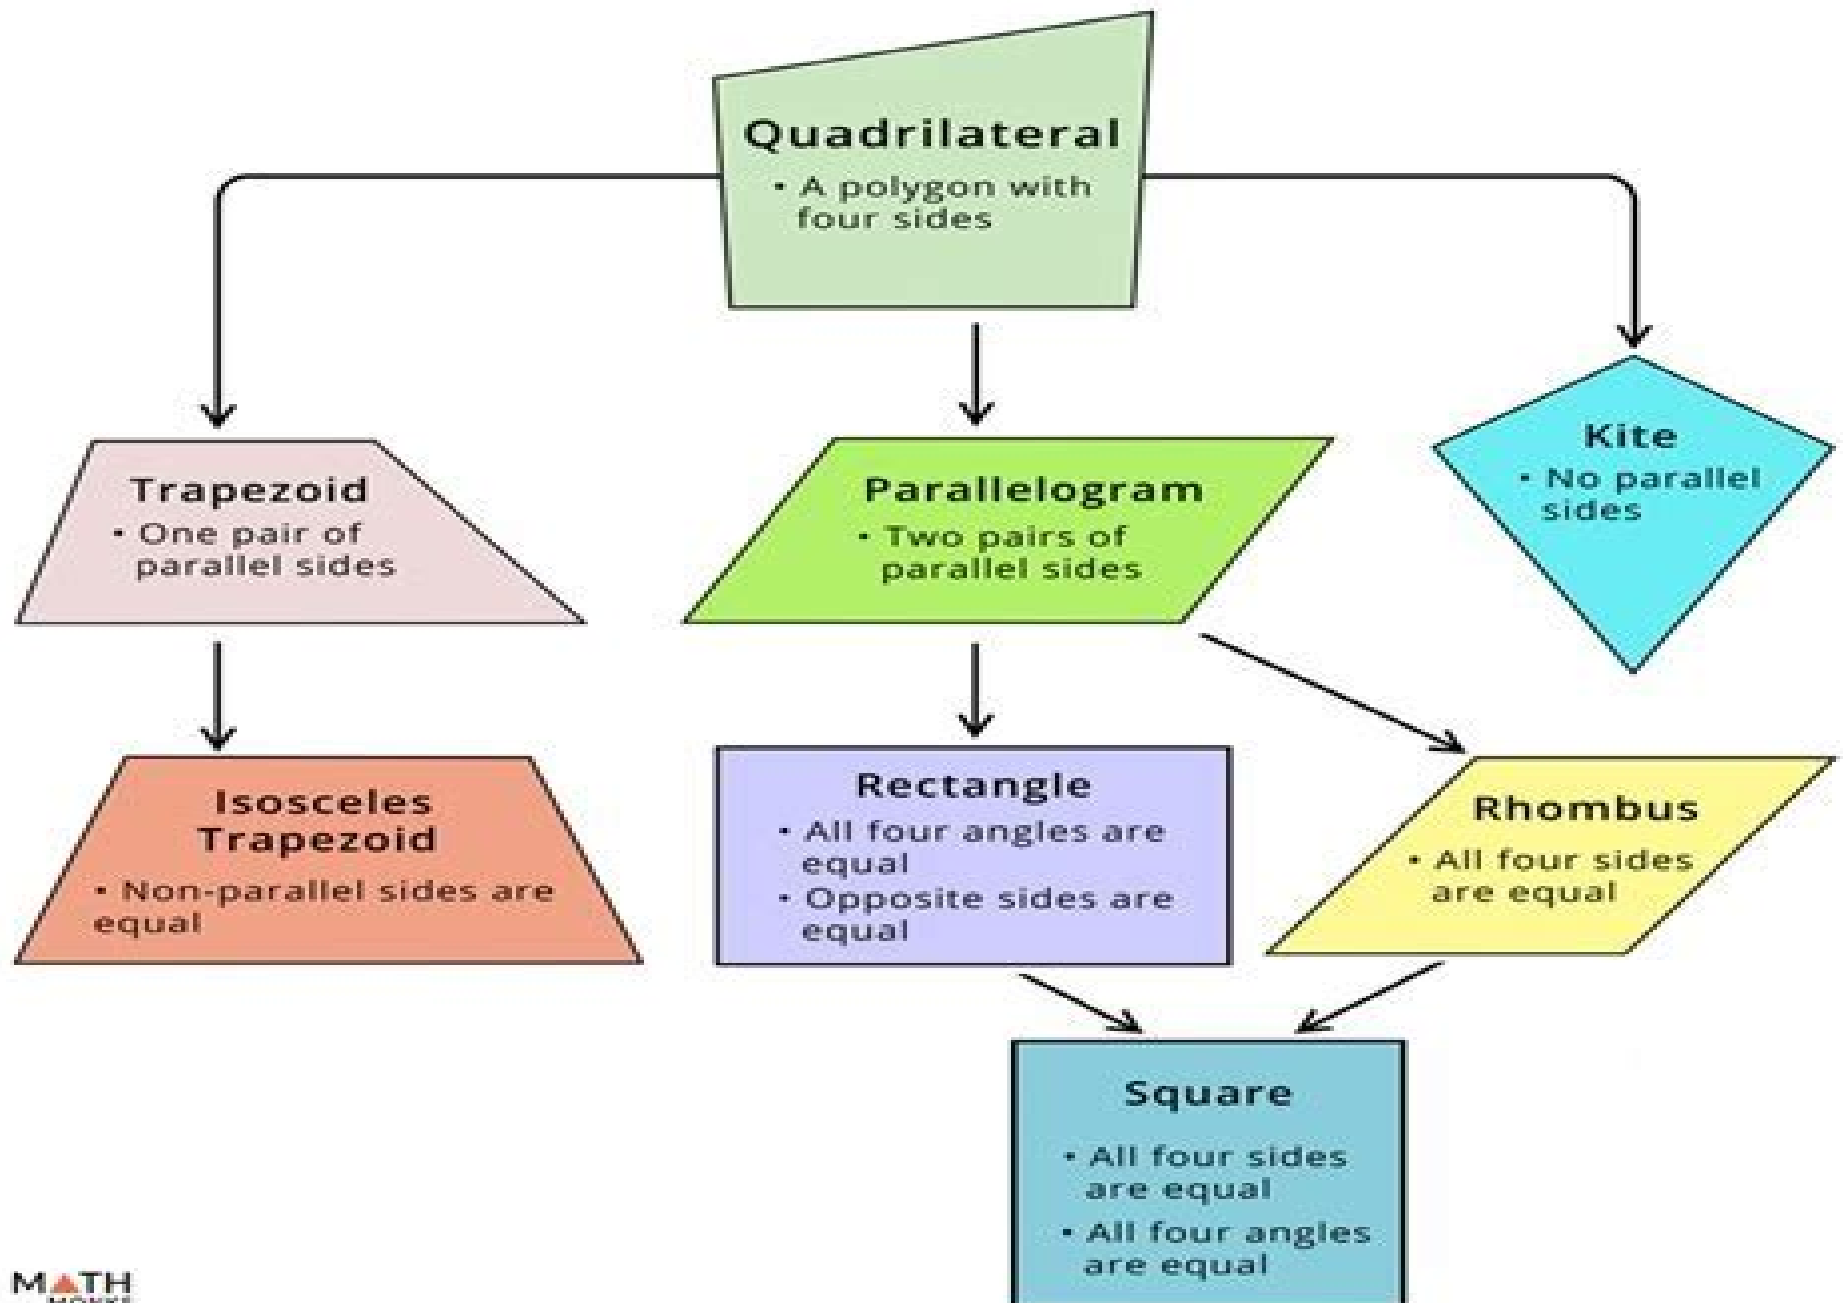 Quadrilateral
• A polygon with
four sides
Trapezoid
• One pair of
parallel sides
Parallelogram
• Two pairs of
parallel sides
Kite
• No parallel
sides
Isosceles
Trapezoid
• Non-parallel sides are
equal
Rectangle
• All four angles are
equal
• Opposite sides are
equal
Rhombus
• All four sides
are equal
Square
• All four sides
are equal
• All four angles
are equal
MATH